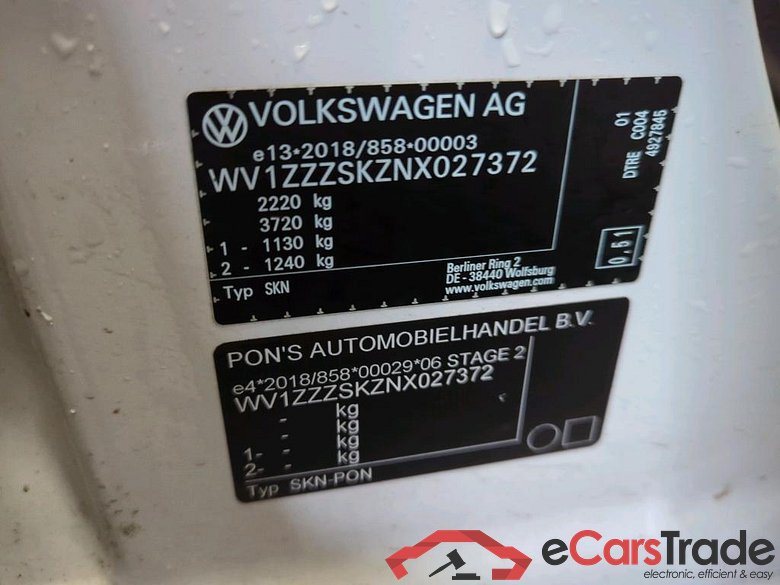 VOLKSWAGEN AG
e13*2018/858*00003
WV1ZZZSKZNX027372
2220 kg
3720 kg
1 - 1130 kg
2 - 1240 kg
Typ SKN
Berliner Ring 2
DE - 38440 Wolfsburg
www.volkswagen.com
01
DTRE C004
4927845
0,51
PON'S AUTOMOBIELHANDEL B.V.
e4*2018/858*00029*06 STAGE 2
WV1ZZZSKZNX027372
- kg
- kg
1- - kg
2- - kg
Typ SKN-PON
eCarsTrade
electronic, efficient & easy